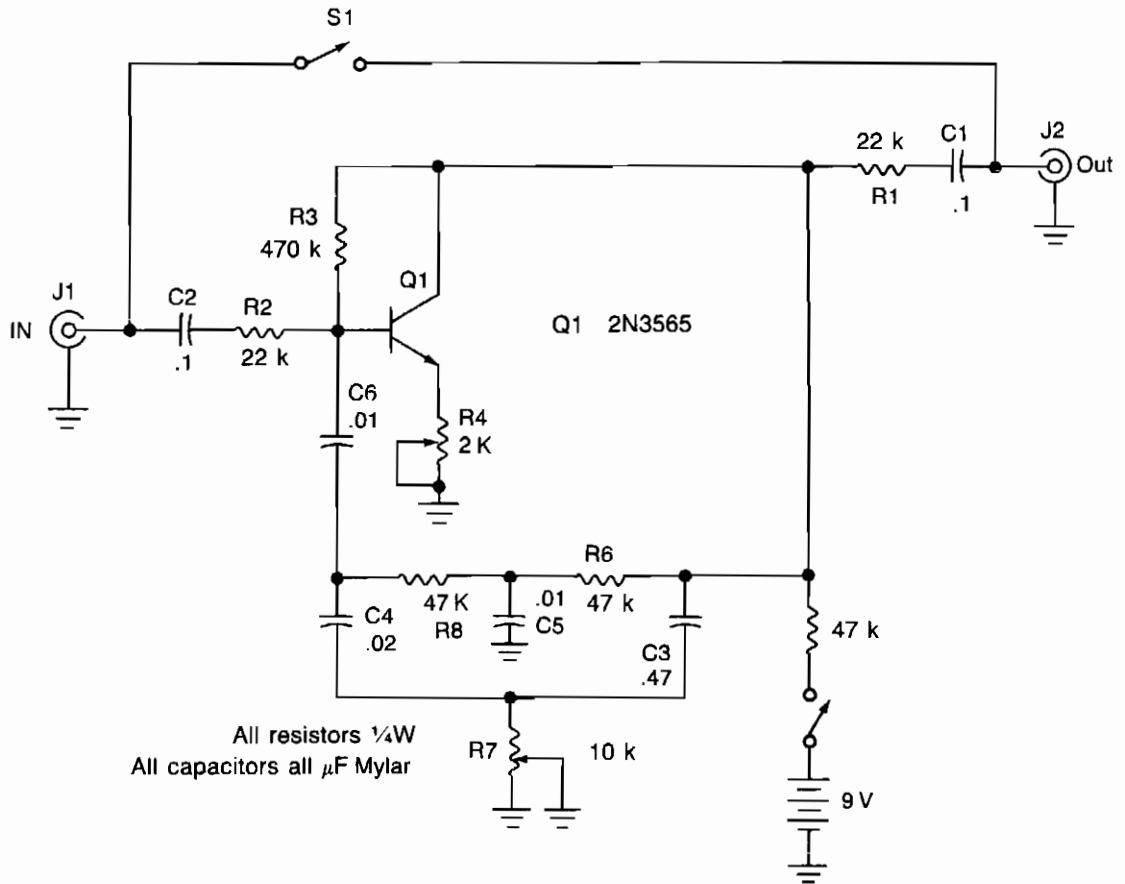 S1
22 k
C1
J2
Out
R1
.1
R3
470 k
Q1
J1
C2
R2
IN
Q1 2N3565
.1
22 k
C6
.01
R4
2 K
R6
47 K
.01
47 k
R8
C5
C4
.02
47 k
C3
.47
All resistors ¼W
R7
10 k
All capacitors all μF Mylar
9 V